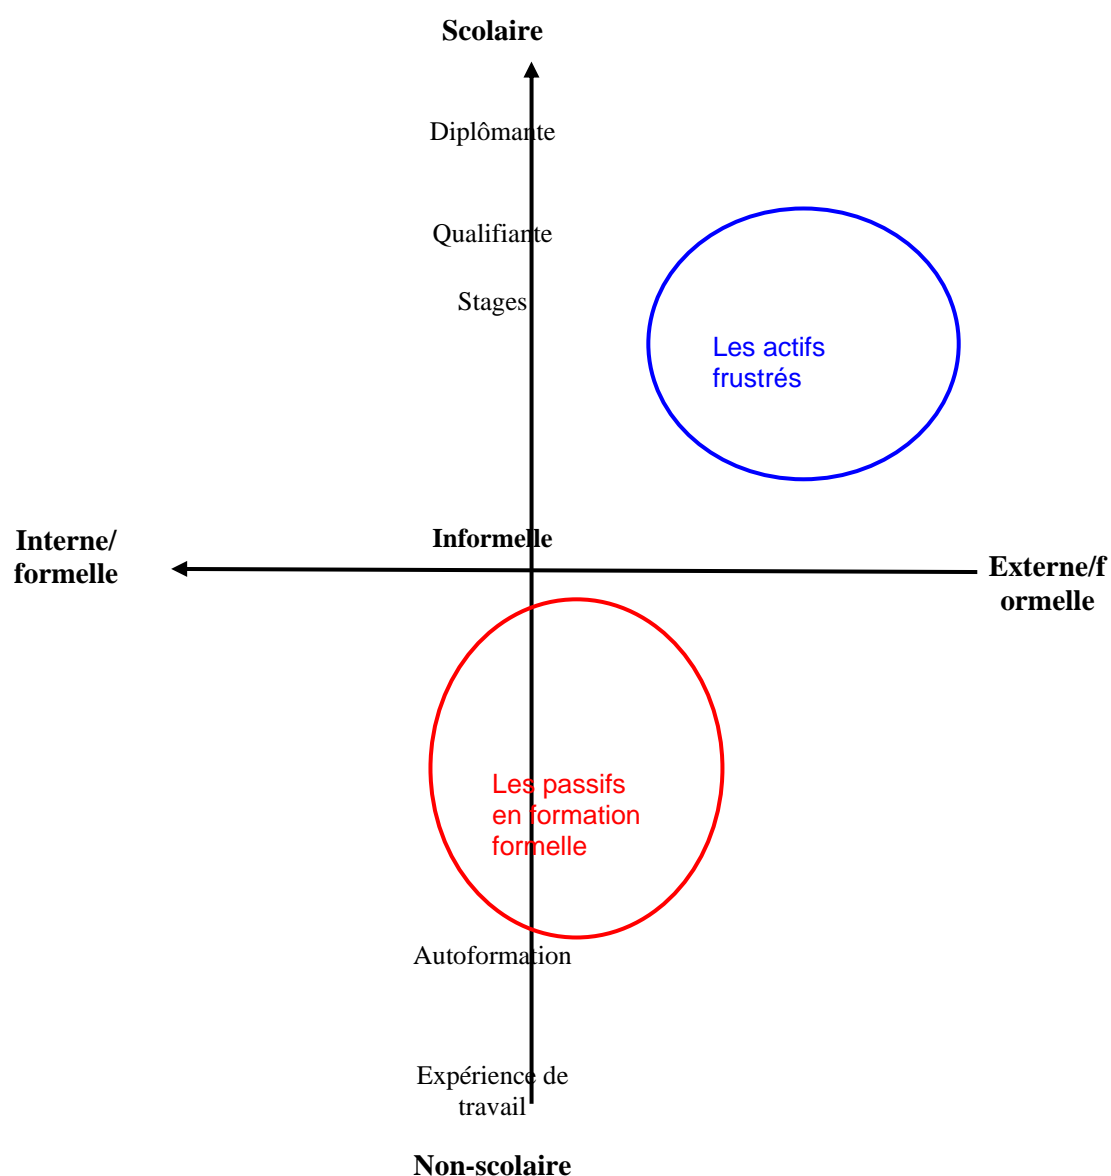 Scolaire
Diplômante
Qualifiante
Stages
Les actifs
frustrés
Informelle
Interne/
formelle
Externe/f
ormelle
Les passifs
en formation
formelle
Autoformation
Expérience de
travail
Non-scolaire